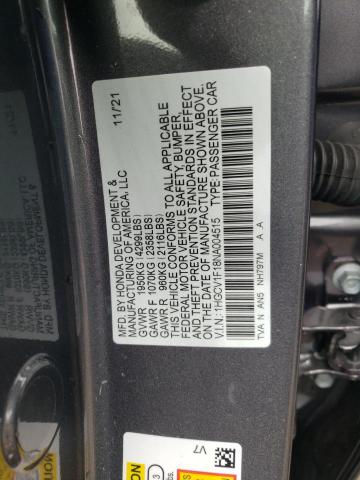 MFD. BY HONDA DEVELOPMENT &
MANUFACTURING OF AMERICA, LLC 11/21
GVWR 1950KG (4299LBS)
GAWR F 1070KG (2358LBS)
GAWR R 960KG (2116LBS)
THIS VEHICLE CONFORMS TO ALL APPLICABLE
FEDERAL MOTOR VEHICLE SAFETY, BUMPER,
AND THEFT PREVENTION STANDARDS IN EFFECT
ON THE DATE OF MANUFACTURE SHOWN ABOVE.
V.I.N.: 1HGCV1F18NA004515 TYPE: PASSENGER CAR
TVA N AN5 NH797M A A
V7